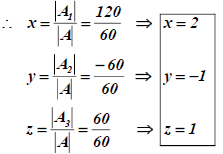 ∴ x = |A₁| / |A| = 120 / 60 ⇒ x = 2
y = |A₂| / |A| = −60 / 60 ⇒ y = −1
z = |A₃| / |A| = 60 / 60 ⇒ z = 1